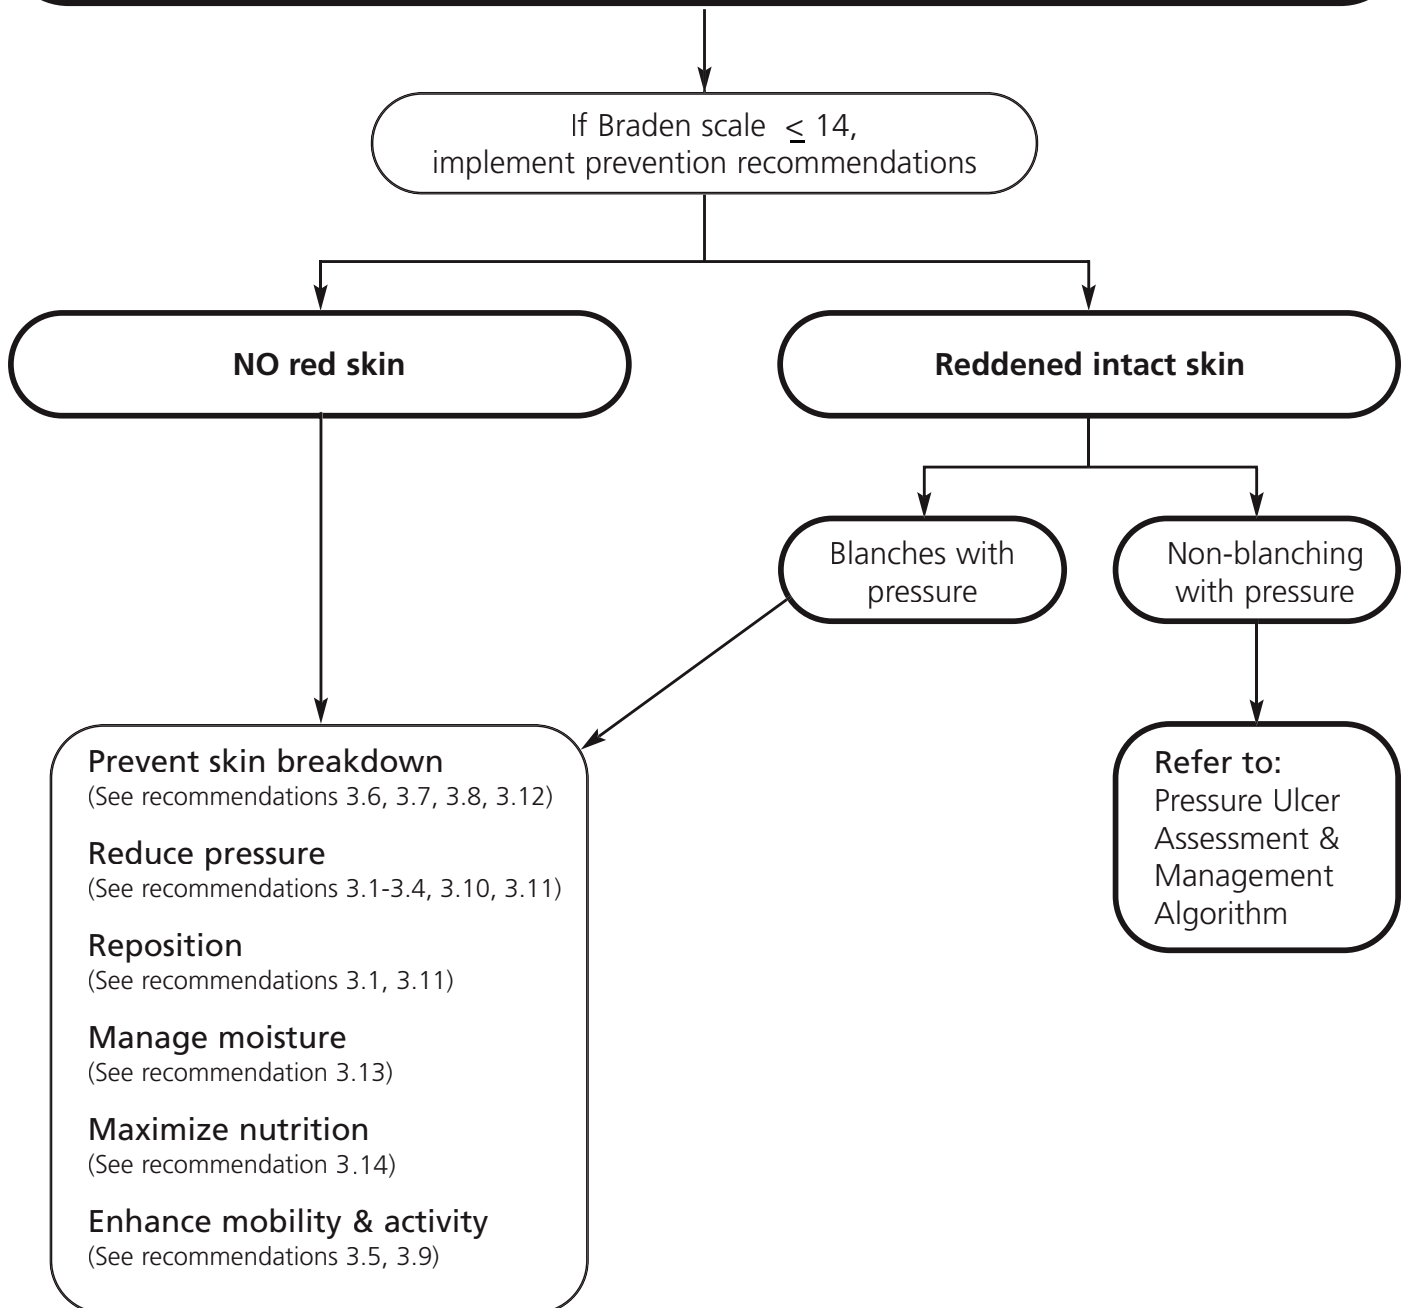 If Braden scale ≤ 14,
implement prevention recommendations
NO red skin
Reddened intact skin
Blanches with
pressure
Non-blanching
with pressure
Prevent skin breakdown
(See recommendations 3.6, 3.7, 3.8, 3.12)
Reduce pressure
(See recommendations 3.1-3.4, 3.10, 3.11)
Reposition
(See recommendations 3.1, 3.11)
Manage moisture
(See recommendation 3.13)
Maximize nutrition
(See recommendation 3.14)
Enhance mobility & activity
(See recommendations 3.5, 3.9)
Refer to:
Pressure Ulcer
Assessment &
Management
Algorithm